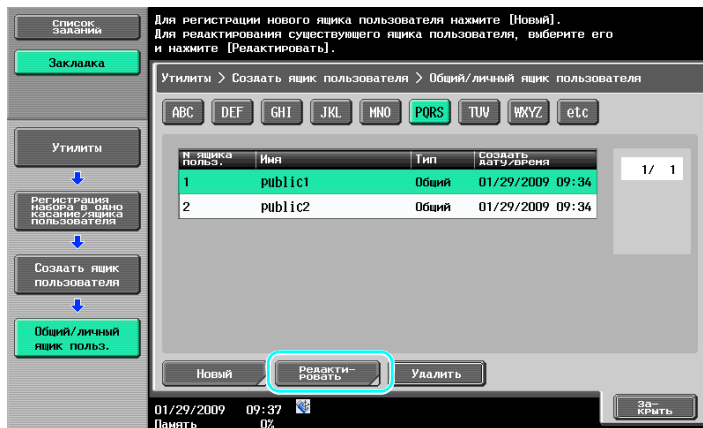 Список
заданий
Закладка
Для регистрации нового ящика пользователя нажмите [Новый].
Для редактирования существующего ящика пользователя, выберите его
и нажмите [Редактировать].
Утилиты > Создать ящик пользователя > Общий/личный ящик пользователя
ABC DEF GHI JKL MNO PQRS TUV WXYZ etc
N ящика
польз.
Имя
Тип
Создать
дату/время
1 public1 Общий 01/29/2009 09:34
2 public2 Общий 01/29/2009 09:34
1/ 1
Утилиты
Регистрация
набора в одно
касание/ящика
пользователя
Создать ящик
пользователя
Общий/личный
ящик польз.
Новый
Редакти-
ровать
Удалить
01/29/2009 09:37
Память 0%
За-
крыть